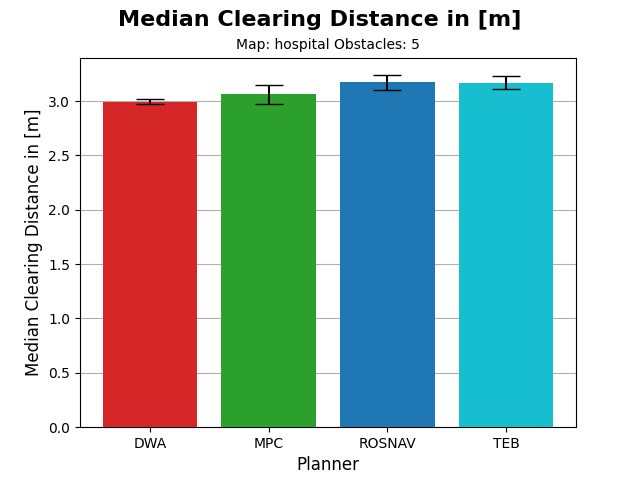 Median Clearing Distance in [m]
Map: hospital Obstacles: 5
Median Clearing Distance in [m]
3.0
2.5
2.0
1.5
1.0
0.5
0.0
DWA
MPC
ROSNAV
TEB
Planner